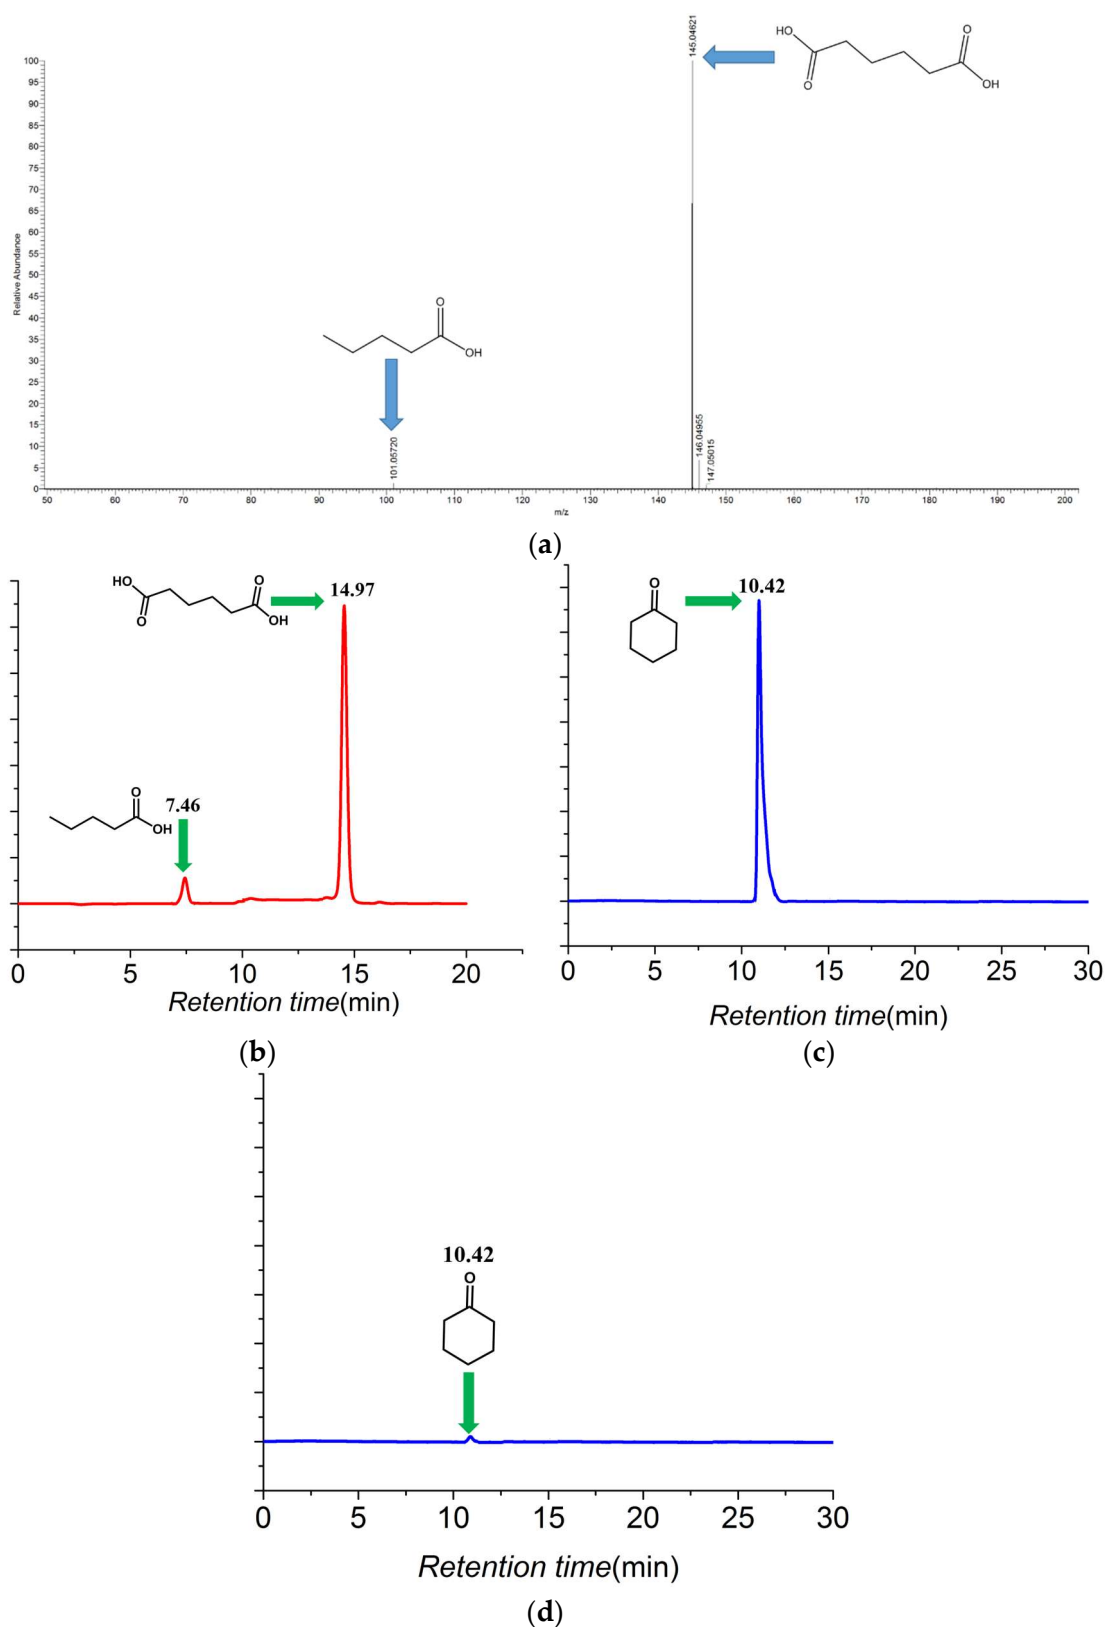 145.04621
HO
O
O
OH
100
95
90
85
80
75
70
65
60
55
50
45
40
35
30
25
20
15
10
5
0
Relative Abundance
O
OH
101.05720
146.04955
147.05015
50 60 70 80 90 100 110 120 130 140 150 160 170 180 190 200
m/z
(a)
HO
O
O
OH
14.97
O
OH
7.46
0 5 10 15 20
Retention time(min)
(b)
O
10.42
0 5 10 15 20 25 30
Retention time(min)
(c)
10.42
O
0 5 10 15 20 25 30
Retention time(min)
(d)